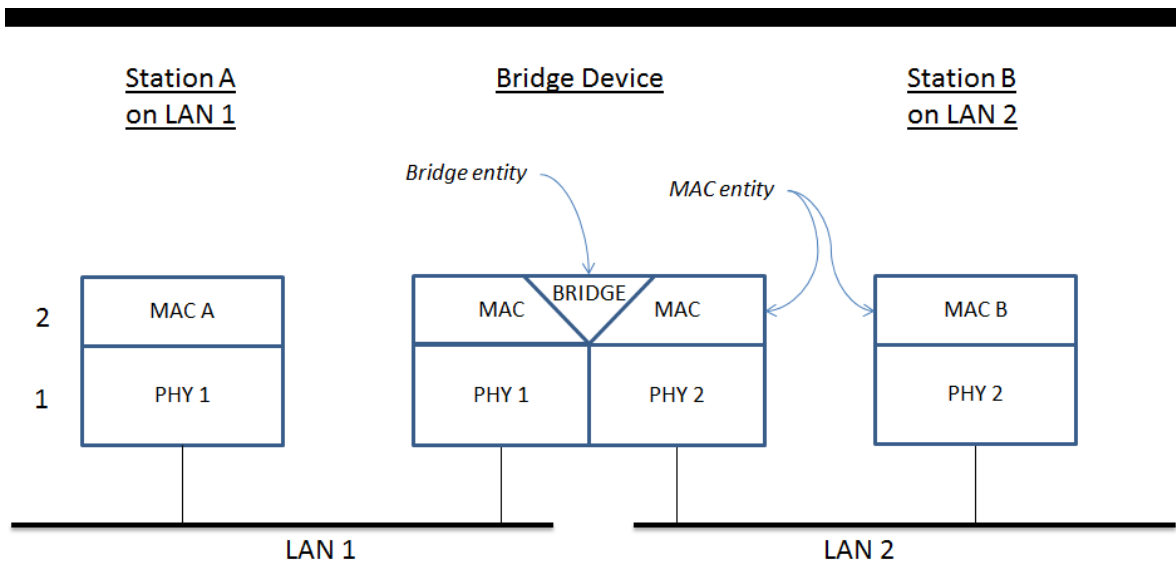 Station A
on LAN 1
Bridge Device
Station B
on LAN 2
Bridge entity
MAC entity
2
MAC A
MAC
BRIDGE
MAC
MAC B
1
PHY 1
PHY 1
PHY 2
PHY 2
LAN 1
LAN 2